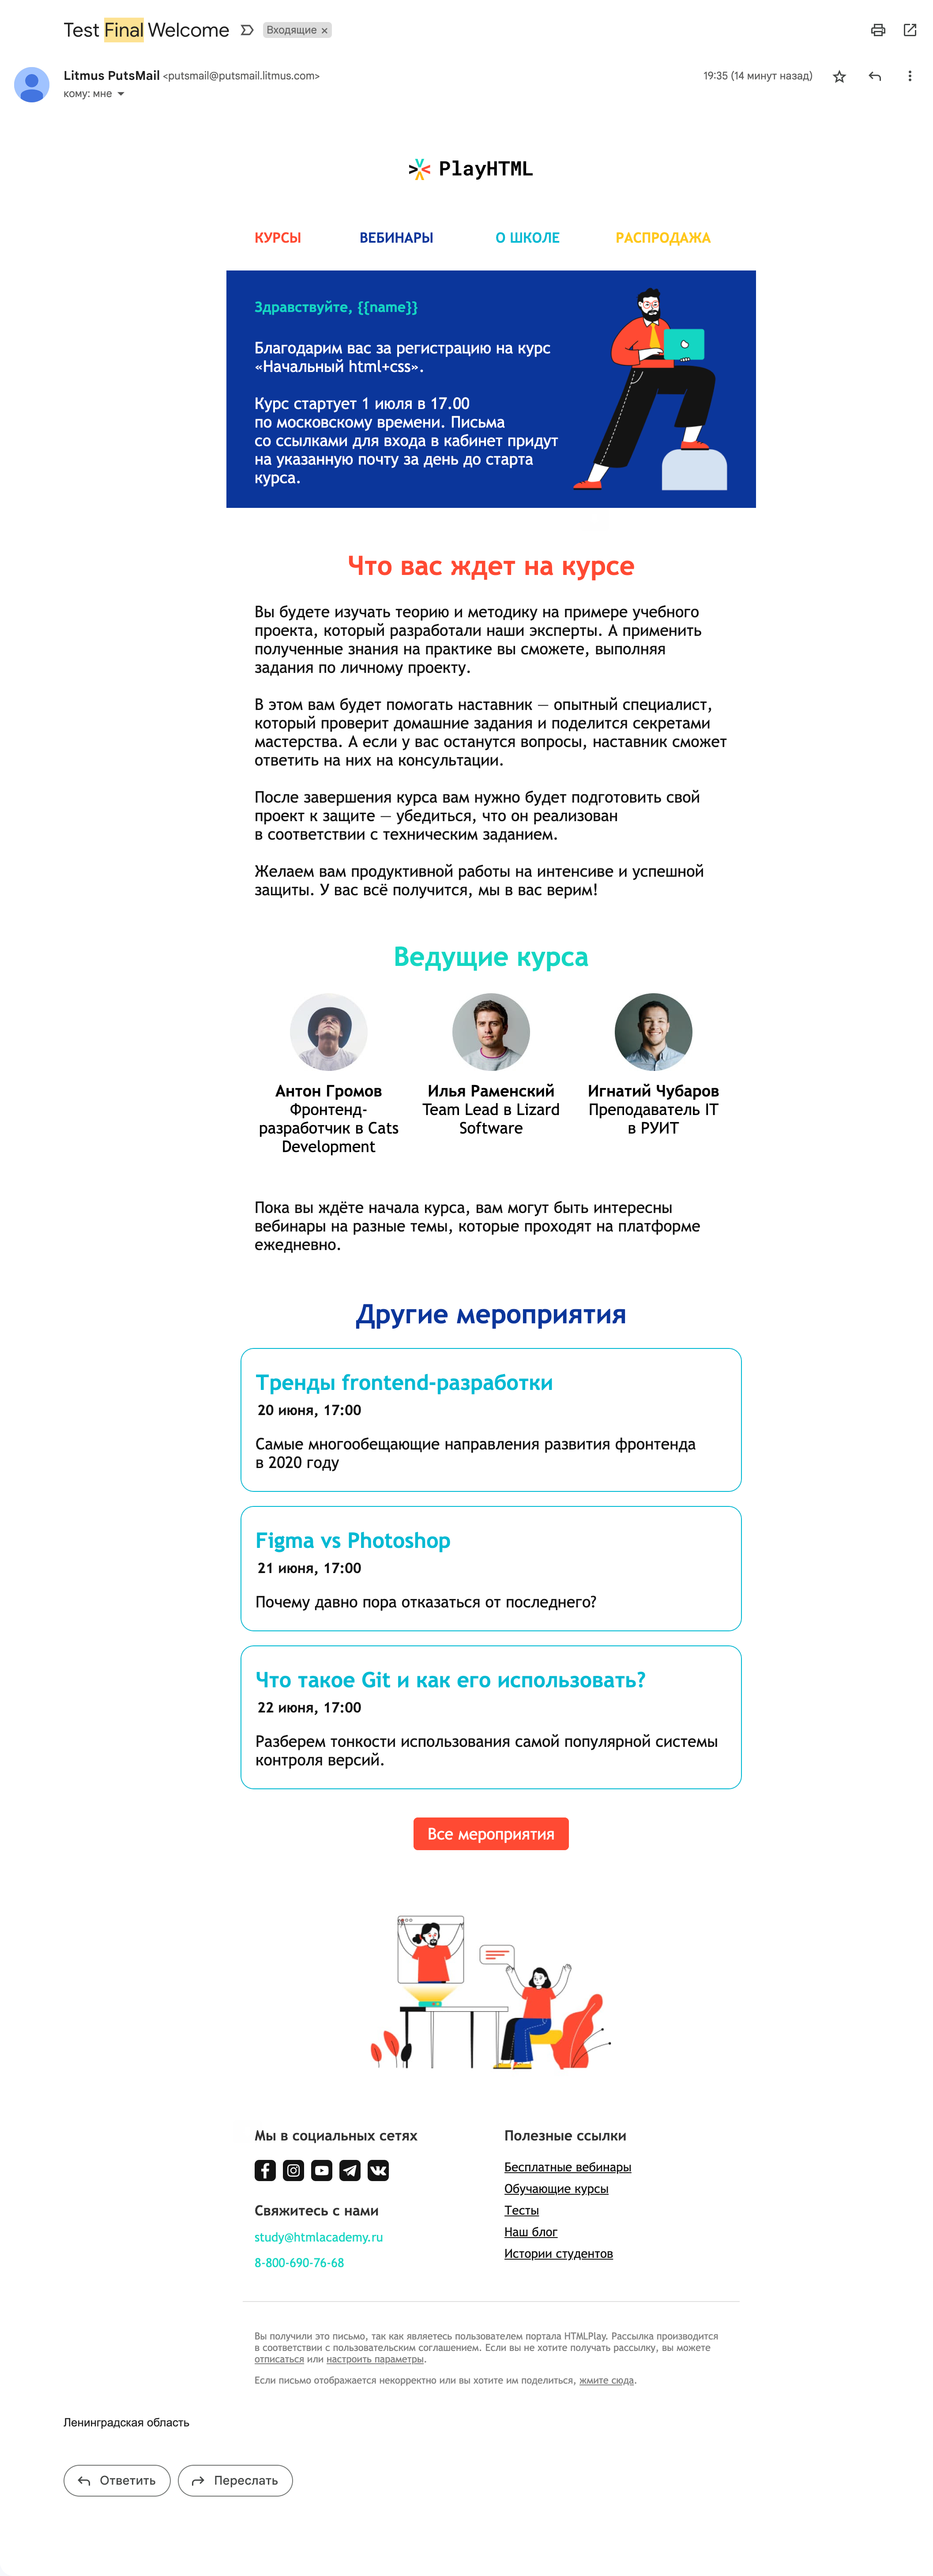 Test Final Welcome Входящие ×
Litmus PutsMail <putsmail@putsmail.litmus.com> 19:35 (14 минут назад)
кому: мне
PlayHTML
КУРСЫ ВЕБИНАРЫ О ШКОЛЕ РАСПРОДАЖА
Здравствуйте, {{name}}
Благодарим вас за регистрацию на курс
«Начальный html+css».
Курс стартует 1 июля в 17.00
по московскому времени. Письма
со ссылками для входа в кабинет придут
на указанную почту за день до старта
курса.
Что вас ждет на курсе
Вы будете изучать теорию и методику на примере учебного
проекта, который разработали наши эксперты. А применить
полученные знания на практике вы сможете, выполняя
задания по личному проекту.
В этом вам будет помогать наставник — опытный специалист,
который проверит домашние задания и поделится секретами
мастерства. А если у вас останутся вопросы, наставник сможет
ответить на них на консультации.
После завершения курса вам нужно будет подготовить свой
проект к защите — убедиться, что он реализован
в соответствии с техническим заданием.
Желаем вам продуктивной работы на интенсиве и успешной
защиты. У вас всё получится, мы в вас верим!
Ведущие курса
Антон Громов
Фронтенд-
разработчик в Cats
Development
Илья Раменский
Team Lead в Lizard
Software
Игнатий Чубаров
Преподаватель IT
в РУИТ
Пока вы ждёте начала курса, вам могут быть интересны
вебинары на разные темы, которые проходят на платформе
ежедневно.
Другие мероприятия
Тренды frontend-разработки
20 июня, 17:00
Самые многообещающие направления развития фронтенда
в 2020 году
Figma vs Photoshop
21 июня, 17:00
Почему давно пора отказаться от последнего?
Что такое Git и как его использовать?
22 июня, 17:00
Разберем тонкости использования самой популярной системы
контроля версий.
Все мероприятия
Мы в социальных сетях
Свяжитесь с нами
study@htmlacademy.ru
8-800-690-76-68
Полезные ссылки
Бесплатные вебинары
Обучающие курсы
Тесты
Наш блог
Истории студентов
Вы получили это письмо, так как являетесь пользователем портала HTMLPlay. Рассылка производится
в соответствии с пользовательским соглашением. Если вы не хотите получать рассылку, вы можете
отписаться или настроить параметры.
Если письмо отображается некорректно или вы хотите им поделиться, жмите сюда.
Ленинградская область
Ответить Переслать